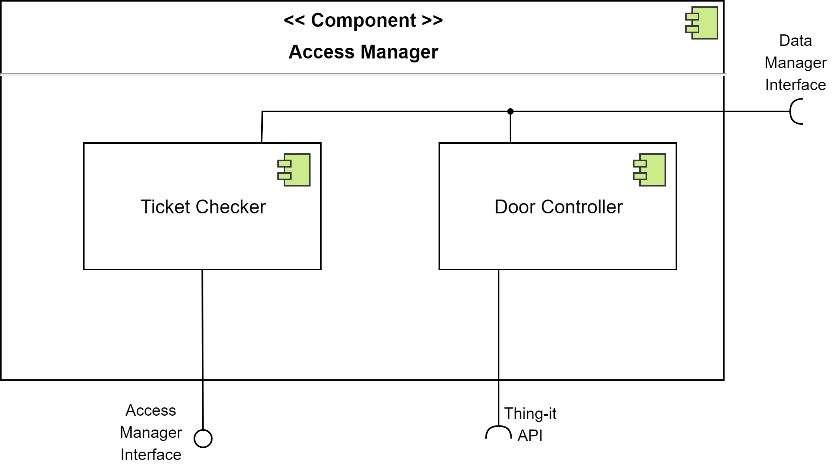 << Component >>
Access Manager
Data
Manager
Interface
Ticket Checker
Door Controller
Access
Manager
Interface
Thing-it
API